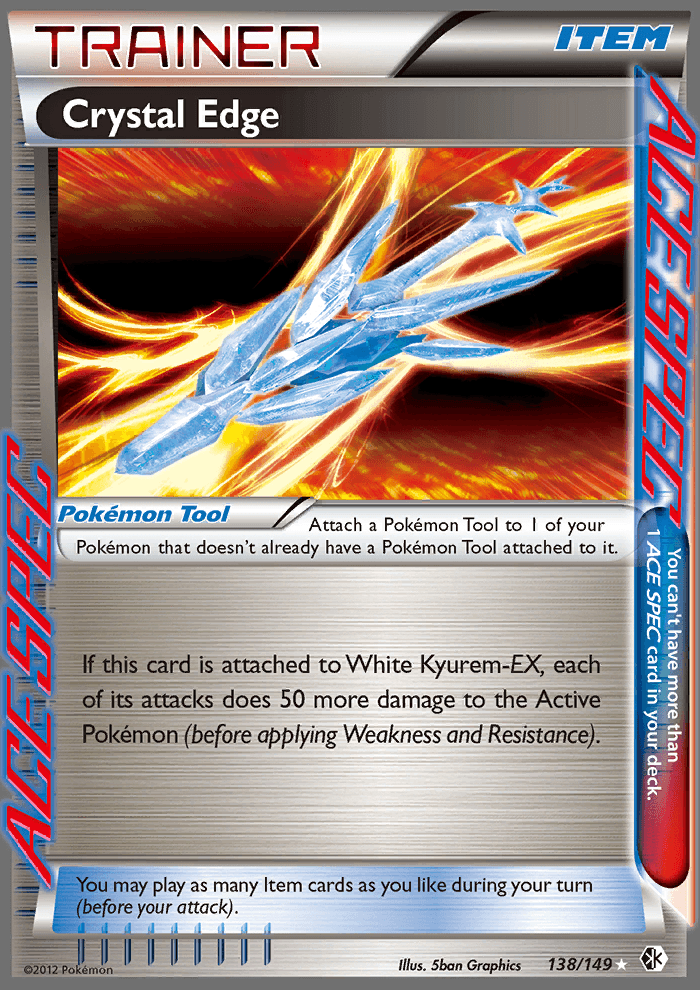 TRAINER
ITEM
Crystal Edge
ACE SPEC
Pokémon Tool
Attach a Pokémon Tool to 1 of your
Pokémon that doesn't already have a Pokémon Tool attached to it.
If this card is attached to White Kyurem-EX, each
of its attacks does 50 more damage to the Active
Pokémon (before applying Weakness and Resistance).
You can't have more than
1 ACE SPEC card in your deck.
ACE SPEC
You may play as many Item cards as you like during your turn
(before your attack).
©2012 Pokémon
Illus. 5ban Graphics
138/149